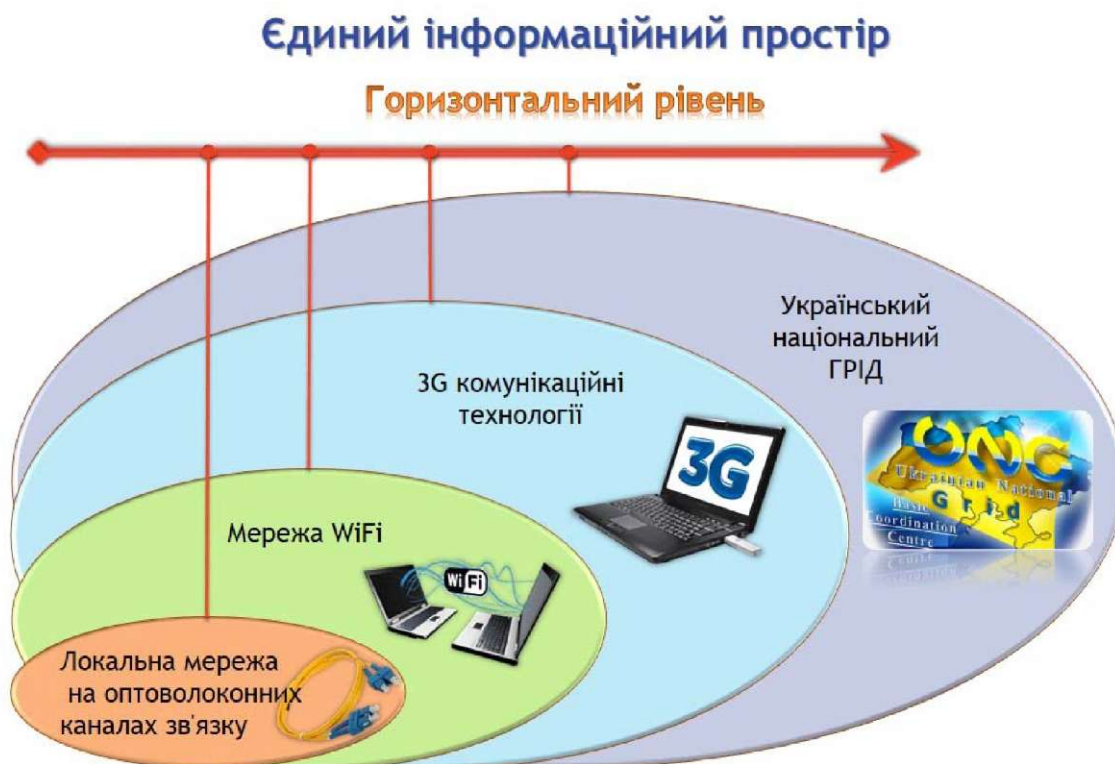 Єдиний інформаційний простір
Горизонтальний рівень
Український
національний
ГРІД
3G комунікаційні
технології
3G
UNG
Ukrainian National
Grid
Basic
Coordination
Centre
Мережа WiFi
WiFi
Локальна мережа
на оптоволоконних
каналах зв'язку